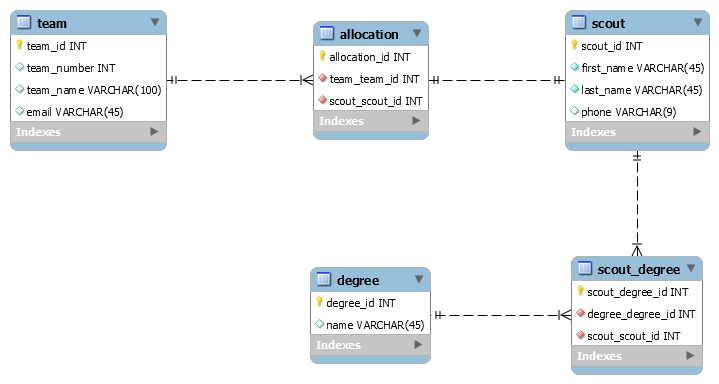 team
team_id INT
team_number INT
team_name VARCHAR(100)
email VARCHAR(45)
Indexes
allocation
allocation_id INT
team_team_id INT
scout_scout_id INT
Indexes
scout
scout_id INT
first_name VARCHAR(45)
last_name VARCHAR(45)
phone VARCHAR(9)
Indexes
degree
degree_id INT
name VARCHAR(45)
Indexes
scout_degree
scout_degree_id INT
degree_degree_id INT
scout_scout_id INT
Indexes